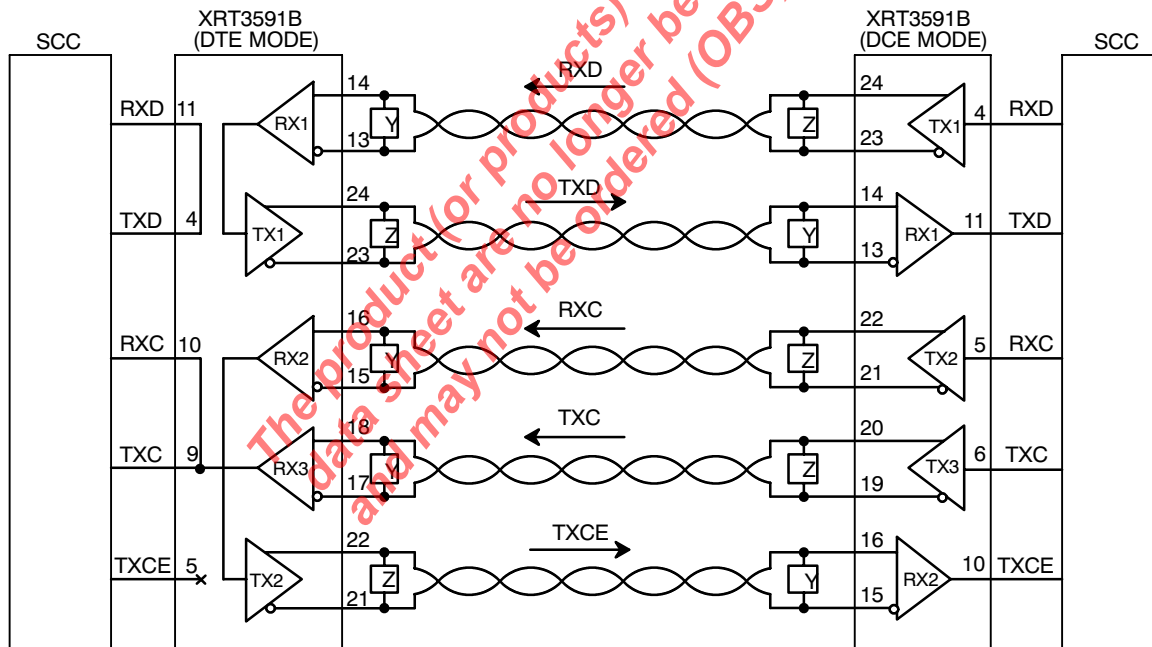 XRT3591B
(DTE MODE)
XRT3591B
(DCE MODE)
SCC
SCC
RXD 11
14
RX1
13
Y
RXD
Z
24
TX1
23
4 RXD
TXD 4
24
TX1
23
Z
TXD
Y
14
RX1
13
11 TXD
RXC 10
16
RX2
15
Y
RXC
Z
22
TX2
21
5 RXC
TXC 9
18
RX3
17
Y
TXC
Z
20
TX3
19
6 TXC
TXCE 5
22
TX2
21
Z
TXCE
Y
16
RX2
15
10 TXCE
The product (or products)
data sheet are no longer be
and may not be ordered (OBS